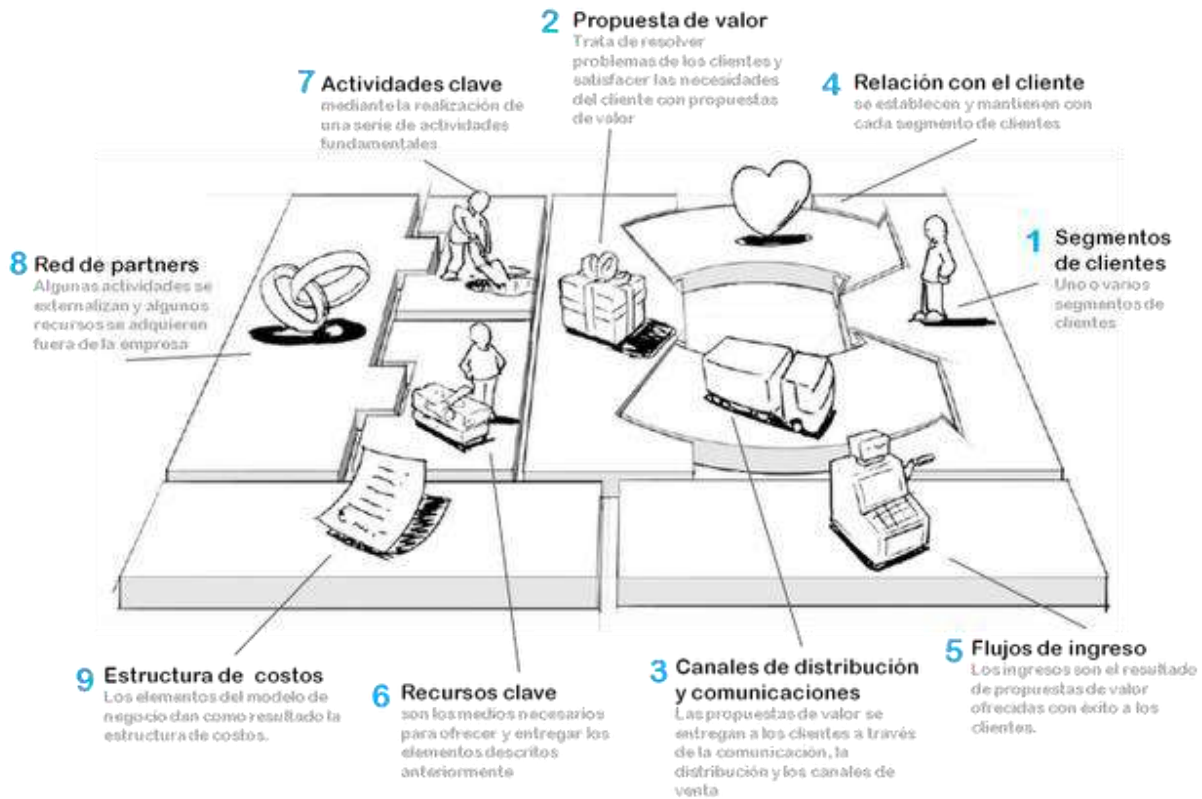 2 Propuesta de valor
Trata de resolver
problemas de los clientes y
satisfacer las necesidades
del cliente con propuestas
de valor
7 Actividades clave
mediante la realización de
una serie de actividades
fundamentales
4 Relación con el cliente
se establecen y mantienen con
cada segmento de clientes
1 Segmentos
de clientes
Uno o varios
segmentos de
clientes
8 Red de partners
Algunas actividades se
externalizan y algunos
recursos se adquieren
fuera de la empresa
9 Estructura de costos
Los elementos del modelo de
negocio dan como resultado la
estructura de costos.
6 Recursos clave
son los medios necesarios
para ofrecer y entregar los
elementos descritos
anteriormente
3 Canales de distribución
y comunicaciones
Las propuestas de valor se
entregan a los clientes a través
de la comunicación, la
distribución y los canales de
venta
5 Flujos de ingreso
Los ingresos son el resultado
de propuestas de valor
ofrecidas con éxito a los
clientes.